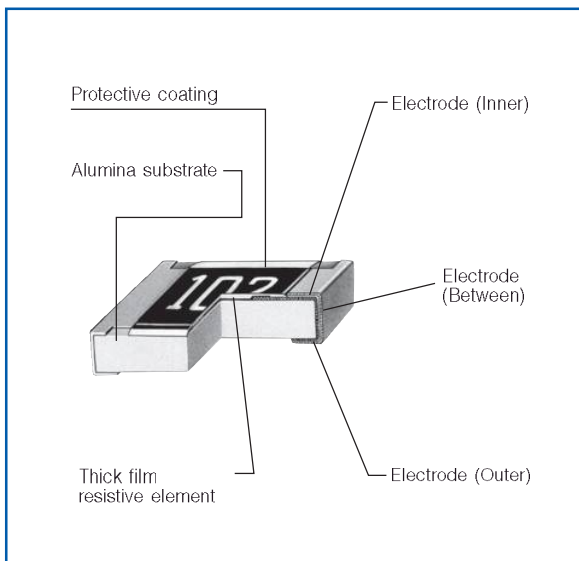 Protective coating
Electrode (Inner)
Alumina substrate
102
Electrode
(Between)
Thick film
resistive element
Electrode (Outer)